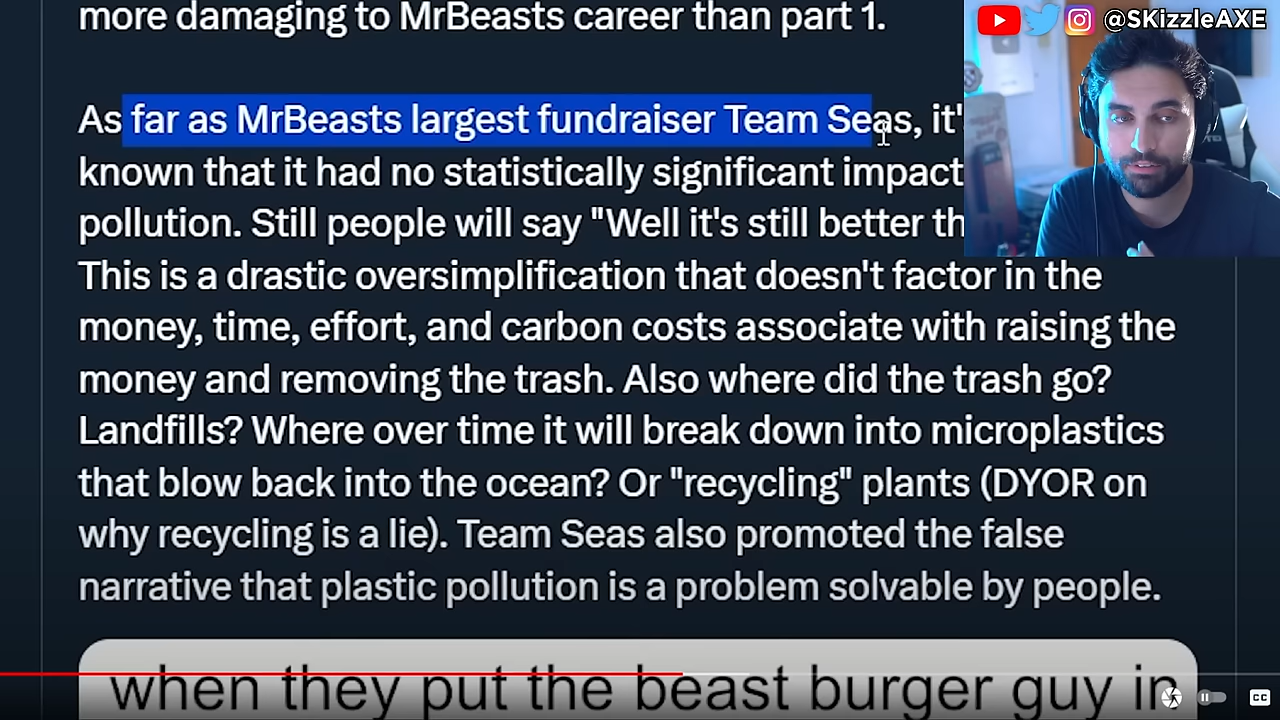 more damaging to MrBeasts career than part 1.
@SKizzleAXE
As far as MrBeasts largest fundraiser Team Seas, it'
known that it had no statistically significant impact
pollution. Still people will say "Well it's still better th
This is a drastic oversimplification that doesn't factor in the
money, time, effort, and carbon costs associate with raising the
money and removing the trash. Also where did the trash go?
Landfills? Where over time it will break down into microplastics
that blow back into the ocean? Or "recycling" plants (DYOR on
why recycling is a lie). Team Seas also promoted the false
narrative that plastic pollution is a problem solvable by people.
when they put the beast burger guy in
CC